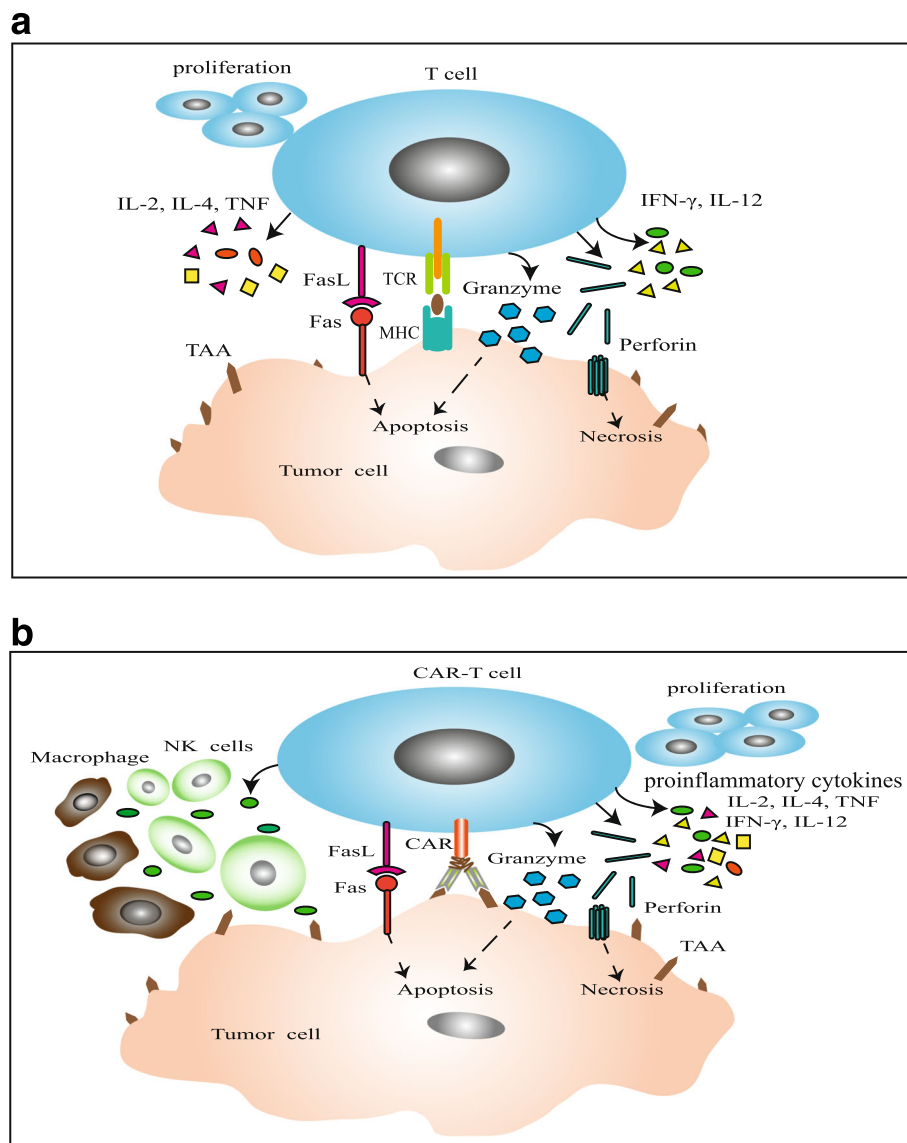 a
proliferation
T cell
IL-2, IL-4, TNF
IFN-γ, IL-12
FasL
TCR
Granzyme
Fas
MHC
TAA
Perforin
Apoptosis
Necrosis
Tumor cell
b
CAR-T cell
proliferation
NK cells
Macrophage
proinflammatory cytokines
IL-2, IL-4, TNF
IFN-γ, IL-12
FasL
CAR
Granzyme
Fas
Perforin
TAA
Apoptosis
Necrosis
Tumor cell